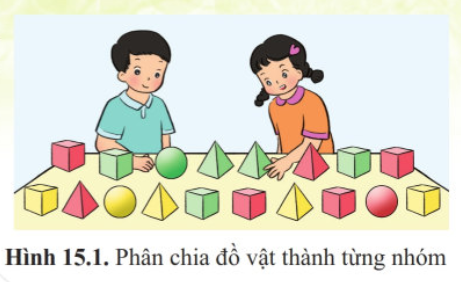 Hình 15.1. Phân chia đồ vật thành từng nhóm